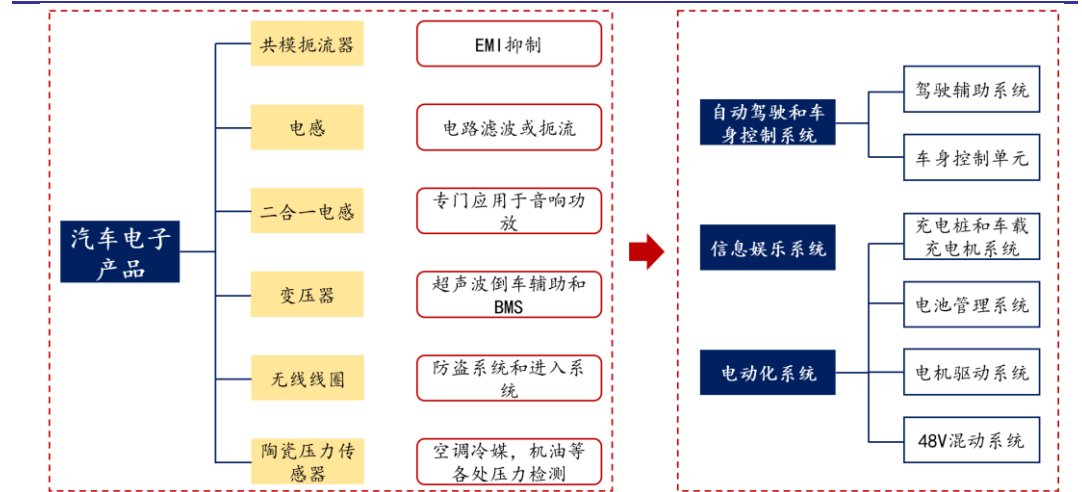 汽车电子
产品
共模扼流器
EMI抑制
电感
电路滤波或扼流
二合一电感
专门应用于音响功
放
变压器
超声波倒车辅助和
BMS
无线线圈
防盗系统和进入系
统
陶瓷压力传
感器
空调冷媒，机油等
各处压力检测
自动驾驶和车
身控制系统
驾驶辅助系统
车身控制单元
信息娱乐系统
电动化系统
充电桩和车载
充电机系统
电池管理系统
电机驱动系统
48V混动系统